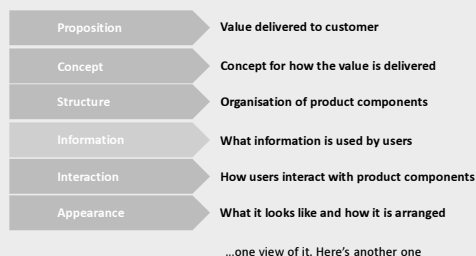 Proposition Value delivered to customer
Concept Concept for how the value is delivered
Structure Organisation of product components
Information What information is used by users
Interaction How users interact with product components
Appearance What it looks like and how it is arranged
...one view of it. Here's another one